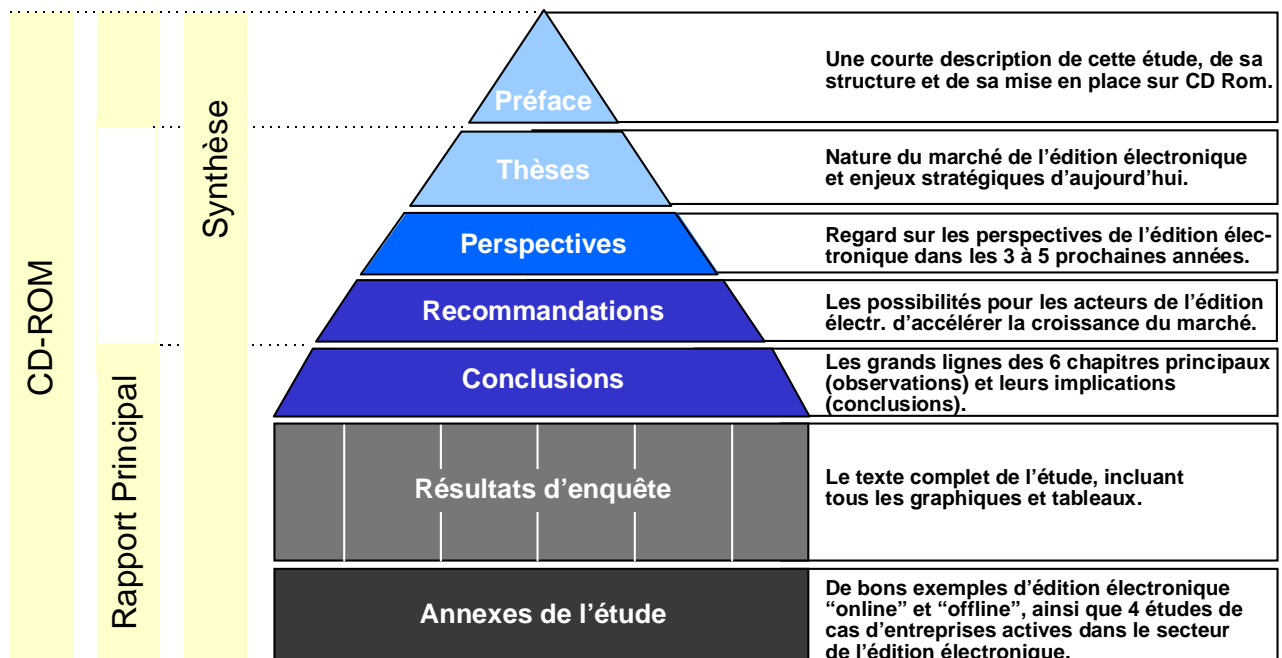 CD-ROM
Rapport Principal
Synthèse
Préface
Une courte description de cette étude, de sa
structure et de sa mise en place sur CD Rom.
Thèses
Nature du marché de l’édition électronique
et enjeux stratégiques d’aujourd’hui.
Perspectives
Regard sur les perspectives de l’édition élec-
tronique dans les 3 à 5 prochaines années.
Recommandations
Les possibilités pour les acteurs de l’édition
électr. d’accélérer la croissance du marché.
Conclusions
Les grands lignes des 6 chapitres principaux
(observations) et leurs implications
(conclusions).
Résultats d’enquête
Le texte complet de l’étude, incluant
tous les graphiques et tableaux.
Annexes de l’étude
De bons exemples d’édition électronique
“online” et “offline”, ainsi que 4 études de
cas d’entreprises actives dans le secteur
de l’édition électronique.